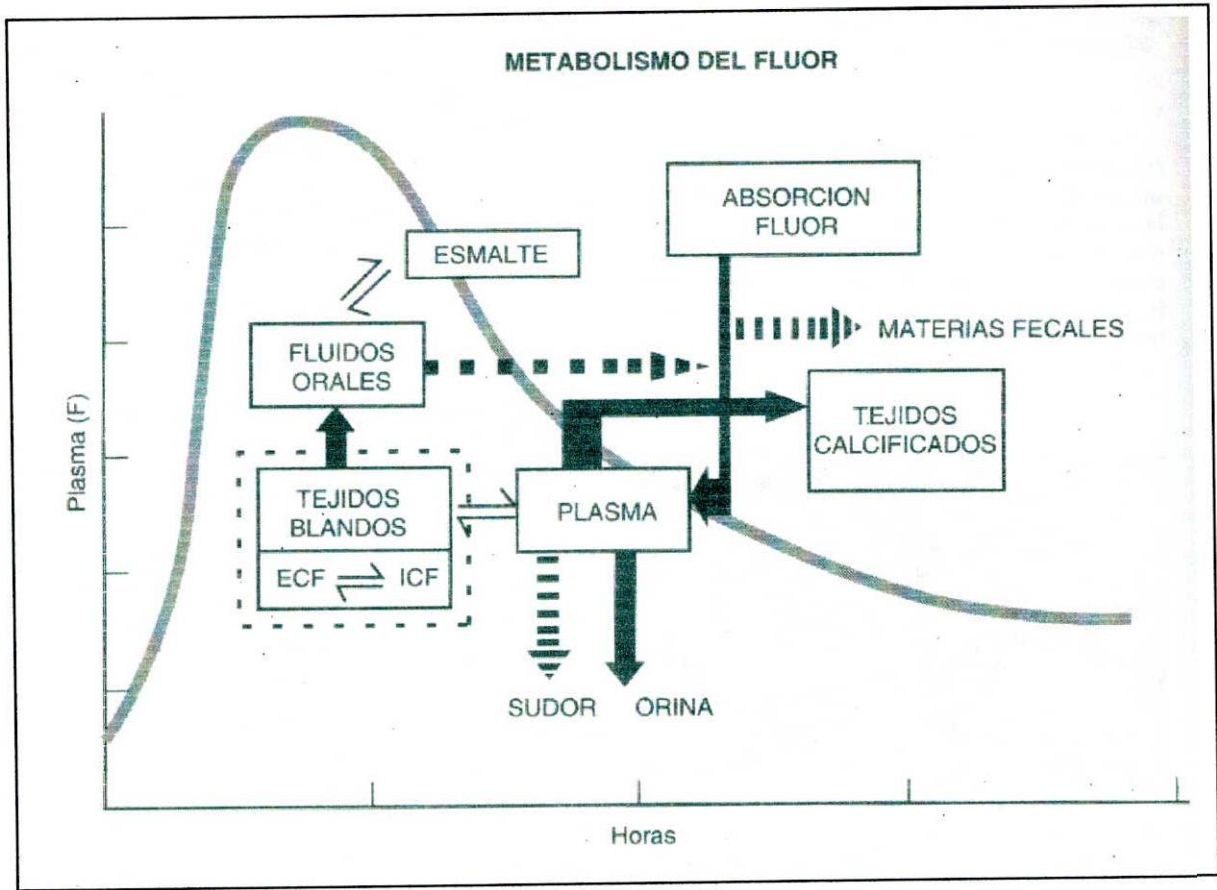 METABOLISMO DEL FLUOR
ABSORCION
FLUOR
ESMALTE
MATERIAS FECALES
FLUIDOS
ORALES
TEJIDOS
CALCIFICADOS
Plasma (F)
TEJIDOS
BLANDOS
PLASMA
ECF
ICF
SUDOR
ORINA
Horas